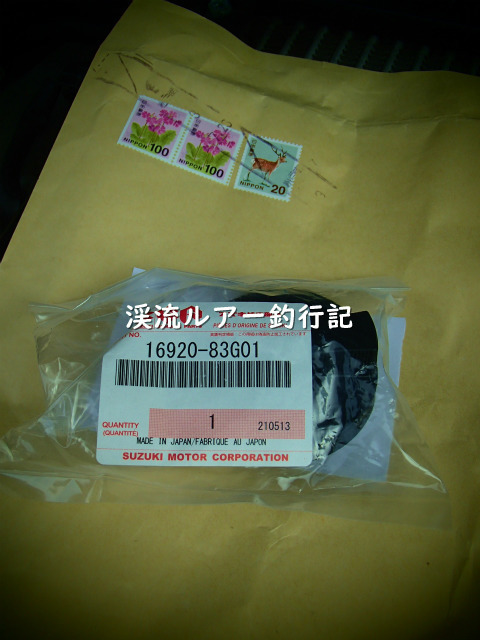 NIPPON 100
NIPPON 100
NIPPON 20
渓流ルアー釣行記
NO.
16920-83G01
QUANTITY
(QUANTITE)
1
210513
MADE IN JAPAN/FABRIQUE AU JAPON
SUZUKI MOTOR CORPORATION